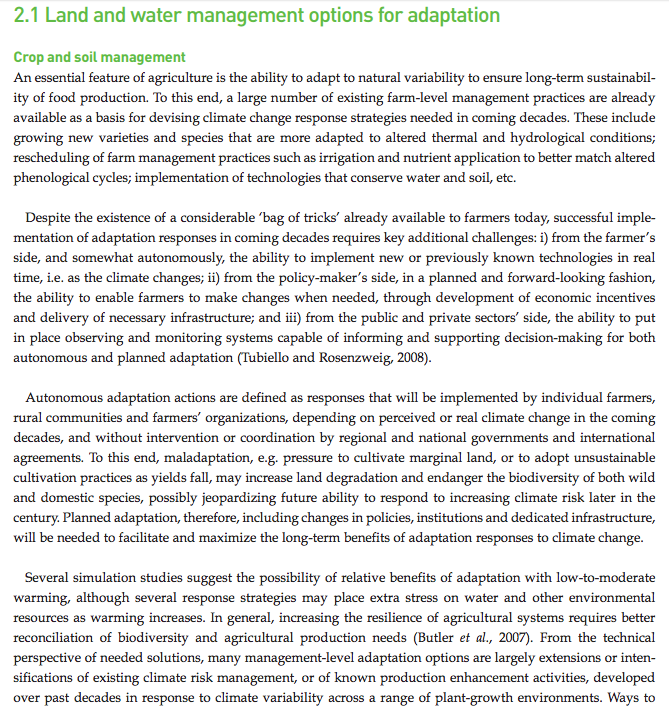 2.1 Land and water management options for adaptation
Crop and soil management
An essential feature of agriculture is the ability to adapt to natural variability to ensure long-term sustainabil-
ity of food production. To this end, a large number of existing farm-level management practices are already
available as a basis for devising climate change response strategies needed in coming decades. These include
growing new varieties and species that are more adapted to altered thermal and hydrological conditions;
rescheduling of farm management practices such as irrigation and nutrient application to better match altered
phenological cycles; implementation of technologies that conserve water and soil, etc.
Despite the existence of a considerable ‘bag of tricks’ already available to farmers today, successful imple-
mentation of adaptation responses in coming decades requires key additional challenges: i) from the farmer’s
side, and somewhat autonomously, the ability to implement new or previously known technologies in real
time, i.e. as the climate changes; ii) from the policy-maker’s side, in a planned and forward-looking fashion,
the ability to enable farmers to make changes when needed, through development of economic incentives
and delivery of necessary infrastructure; and iii) from the public and private sectors’ side, the ability to put
in place observing and monitoring systems capable of informing and supporting decision-making for both
autonomous and planned adaptation (Tubiello and Rosenzweig, 2008).
Autonomous adaptation actions are defined as responses that will be implemented by individual farmers,
rural communities and farmers’ organizations, depending on perceived or real climate change in the coming
decades, and without intervention or coordination by regional and national governments and international
agreements. To this end, maladaptation, e.g. pressure to cultivate marginal land, or to adopt unsustainable
cultivation practices as yields fall, may increase land degradation and endanger the biodiversity of both wild
and domestic species, possibly jeopardizing future ability to respond to increasing climate risk later in the
century. Planned adaptation, therefore, including changes in policies, institutions and dedicated infrastructure,
will be needed to facilitate and maximize the long-term benefits of adaptation responses to climate change.
Several simulation studies suggest the possibility of relative benefits of adaptation with low-to-moderate
warming, although several response strategies may place extra stress on water and other environmental
resources as warming increases. In general, increasing the resilience of agricultural systems requires better
reconciliation of biodiversity and agricultural production needs (Butler et al., 2007). From the technical
perspective of needed solutions, many management-level adaptation options are largely extensions or inten-
sifications of existing climate risk management, or of known production enhancement activities, developed
over past decades in response to climate variability across a range of plant-growth environments. Ways to